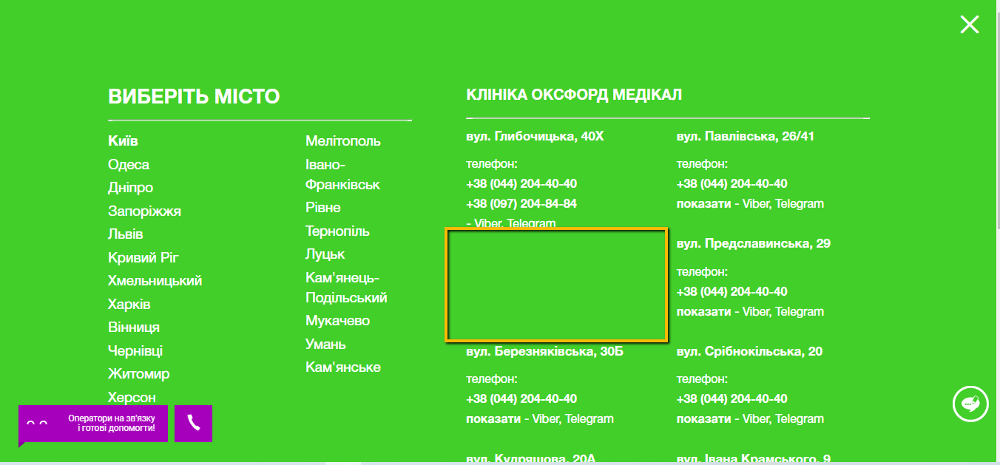 ВИБЕРІТЬ МІСТО
Київ
Одеса
Дніпро
Запоріжжя
Львів
Кривий Ріг
Хмельницький
Харків
Вінниця
Чернівці
Житомир
Херсон
Мелітополь
Івано-
Франківськ
Рівне
Тернопіль
Луцьк
Кам'янець-
Подільський
Мукачево
Умань
Кам'янське
КЛІНІКА ОКСФОРД МЕДІКАЛ
вул. Глибочицька, 40Х
телефон:
+38 (044) 204-40-40
+38 (097) 204-84-84
- Viber, Telegram
вул. Павлівська, 26/41
телефон:
+38 (044) 204-40-40
показати - Viber, Telegram
вул. Предславинська, 29
телефон:
+38 (044) 204-40-40
показати - Viber, Telegram
вул. Березняківська, 30Б
телефон:
+38 (044) 204-40-40
показати - Viber, Telegram
вул. Срібнокільська, 20
телефон:
+38 (044) 204-40-40
показати - Viber, Telegram
вул. Кудряшова, 20А
вул. Івана Крамського, 9
Оператори на зв'язку
і готові допомогти!